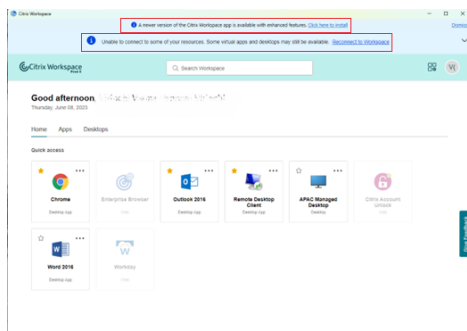 Citrix Workspace
A newer version of the Citrix Workspace app is available with enhanced features. Click here to install
Dismiss
Unable to connect to some of your resources. Some virtual apps and desktops may still be available. Reconnect to Workspace
Citrix Workspace
Search Workspace
Good afternoon,
Thursday, June 08, 2023
Home Apps Desktops
Quick access
Chrome
Desktop App
Enterprise Browser
Outlook 2016
Desktop App
Remote Desktop Client
Desktop App
APAC Managed Desktop
Desktop
Citrix Account Unlock
Give Feedback
Word 2016
Desktop App
Workday